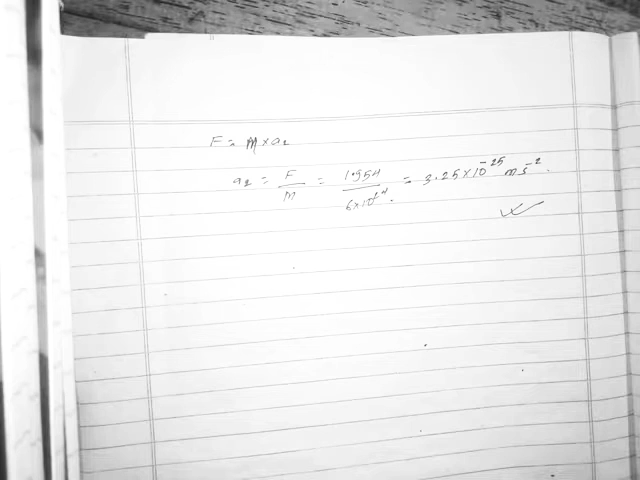 F = M × a₂
a₂ = F/M = 1.954/6×10²⁴ = 3.25×10⁻²⁵ ms⁻².